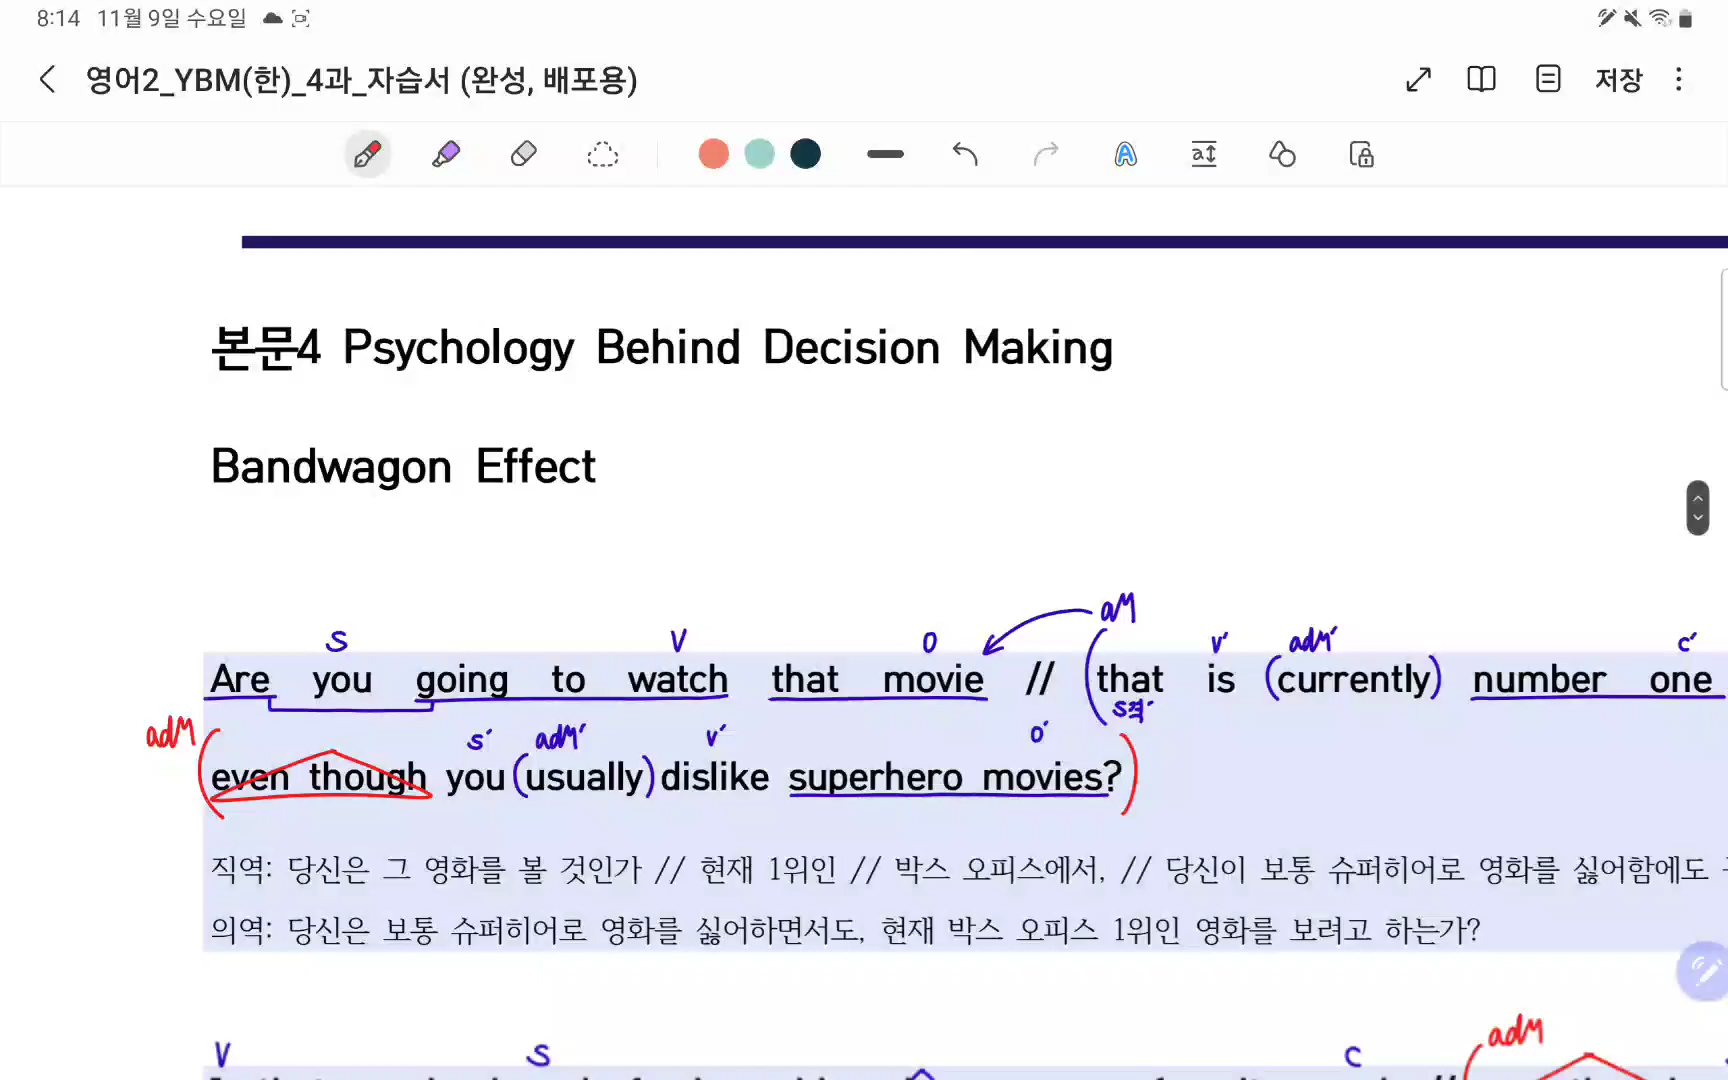 8:14 11월 9일 수요일
영어2_YBM(한)_4과_자습서 (완성, 배포용)
저장
본문4 Psychology Behind Decision Making
Bandwagon Effect
aM
S V O v' adM' c'
Are you going to watch that movie // (that is (currently) number one
s'격
adM s' adM' v' o'
(even though you (usually) dislike superhero movies?)
직역: 당신은 그 영화를 볼 것인가 // 현재 1위인 // 박스 오피스에서, // 당신이 보통 슈퍼히어로 영화를 싫어함에도
의역: 당신은 보통 슈퍼히어로 영화를 싫어하면서도, 현재 박스 오피스 1위인 영화를 보려고 하는가?
adM
V S C